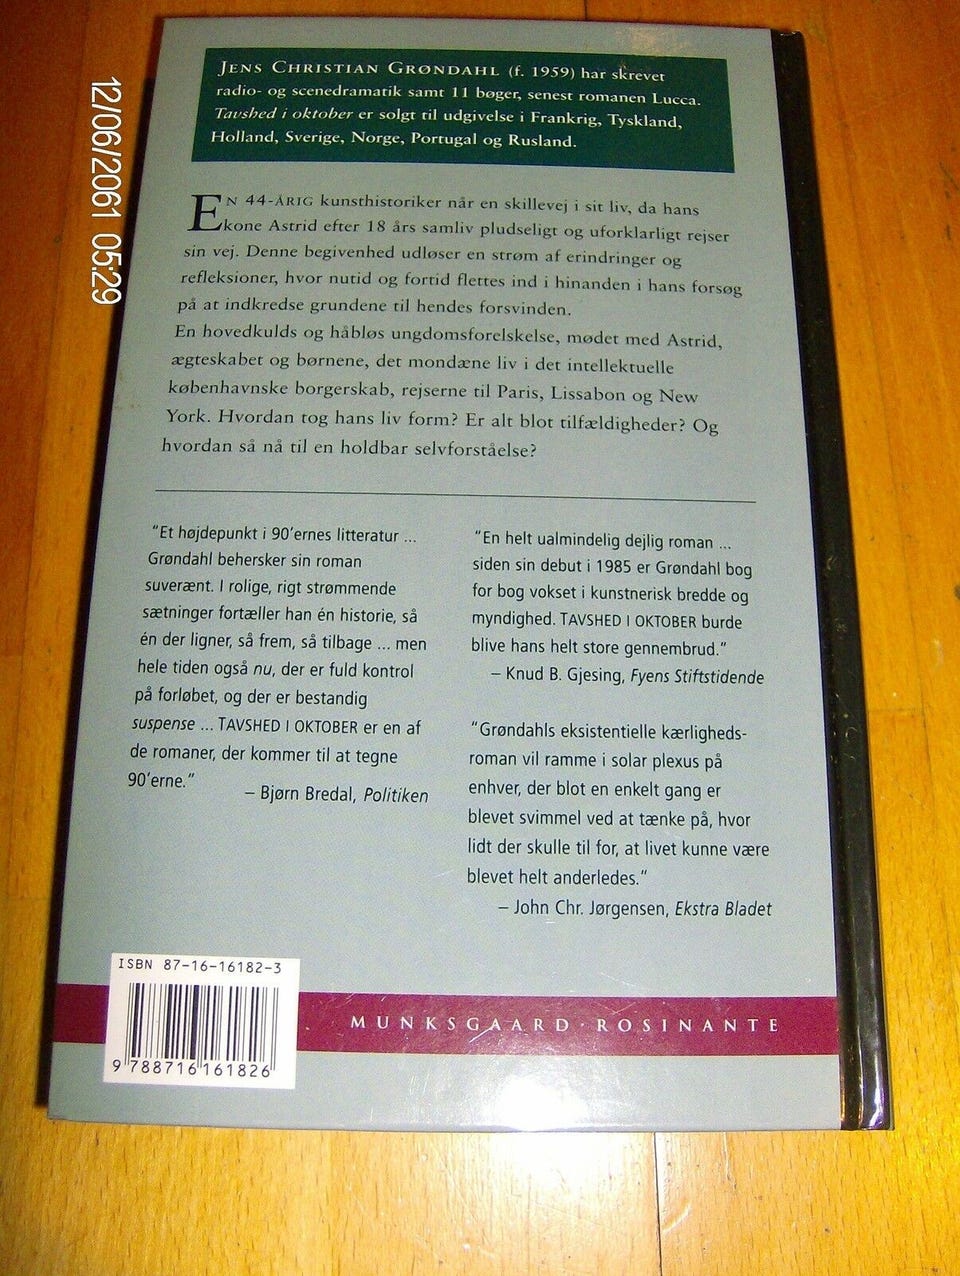 12/06/2061 05:29
JENS CHRISTIAN GRØNDAHL (f. 1959) har skrevet
radio- og scenedramatik samt 11 bøger, senest romanen Lucca.
Tavshed i oktober er solgt til udgivelse i Frankrig, Tyskland,
Holland, Sverige, Norge, Portugal og Rusland.
EN 44-ÅRIG kunsthistoriker når en skillevej i sit liv, da hans
kone Astrid efter 18 års samliv pludseligt og uforklarligt rejser
sin vej. Denne begivenhed udløser en strøm af erindringer og
refleksioner, hvor nutid og fortid flettes ind i hinanden i hans forsøg
på at indkredse grundene til hendes forsvinden.
En hovedkulds og håbløs ungdomsforelskelse, mødet med Astrid,
ægteskabet og børnene, det mondæne liv i det intellektuelle
københavnske borgerskab, rejserne til Paris, Lissabon og New
York. Hvordan tog hans liv form? Er alt blot tilfældigheder? Og
hvordan så nå til en holdbar selvforståelse?
"Et højdepunkt i 90'ernes litteratur ...
Grøndahl behersker sin roman
suverænt. I rolige, rigt strømmende
sætninger fortæller han én historie, så
én der ligner, så frem, så tilbage ... men
hele tiden også nu, der er fuld kontrol
på forløbet, og der er bestandig
suspense ... TAVSHED I OKTOBER er en af
de romaner, der kommer til at tegne
90'erne."
– Bjørn Bredal, Politiken
"En helt ualmindelig dejlig roman ...
siden sin debut i 1985 er Grøndahl bog
for bog vokset i kunstnerisk bredde og
myndighed. TAVSHED I OKTOBER burde
blive hans helt store gennembrud."
– Knud B. Gjesing, Fyens Stiftstidende
"Grøndahls eksistentielle kærligheds-
roman vil ramme i solar plexus på
enhver, der blot en enkelt gang er
blevet svimmel ved at tænke på, hvor
lidt der skulle til for, at livet kunne være
blevet helt anderledes."
– John Chr. Jørgensen, Ekstra Bladet
ISBN 87-16-16182-3
9 788716 161826
MUNKSGAARD · ROSINANTE